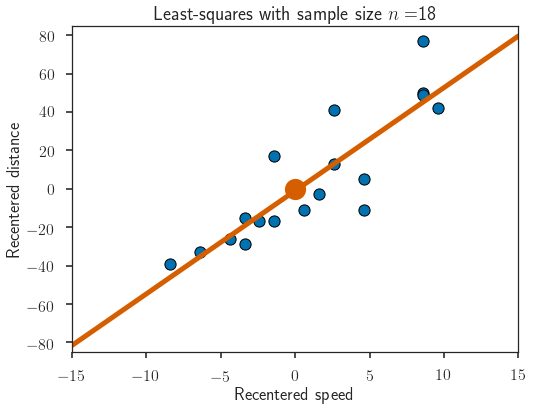 Least-squares with sample size n = 18
80
60
40
20
0
−20
−40
−60
−80
Recentered distance
−15 −10 −5 0 5 10 15
Recentered speed